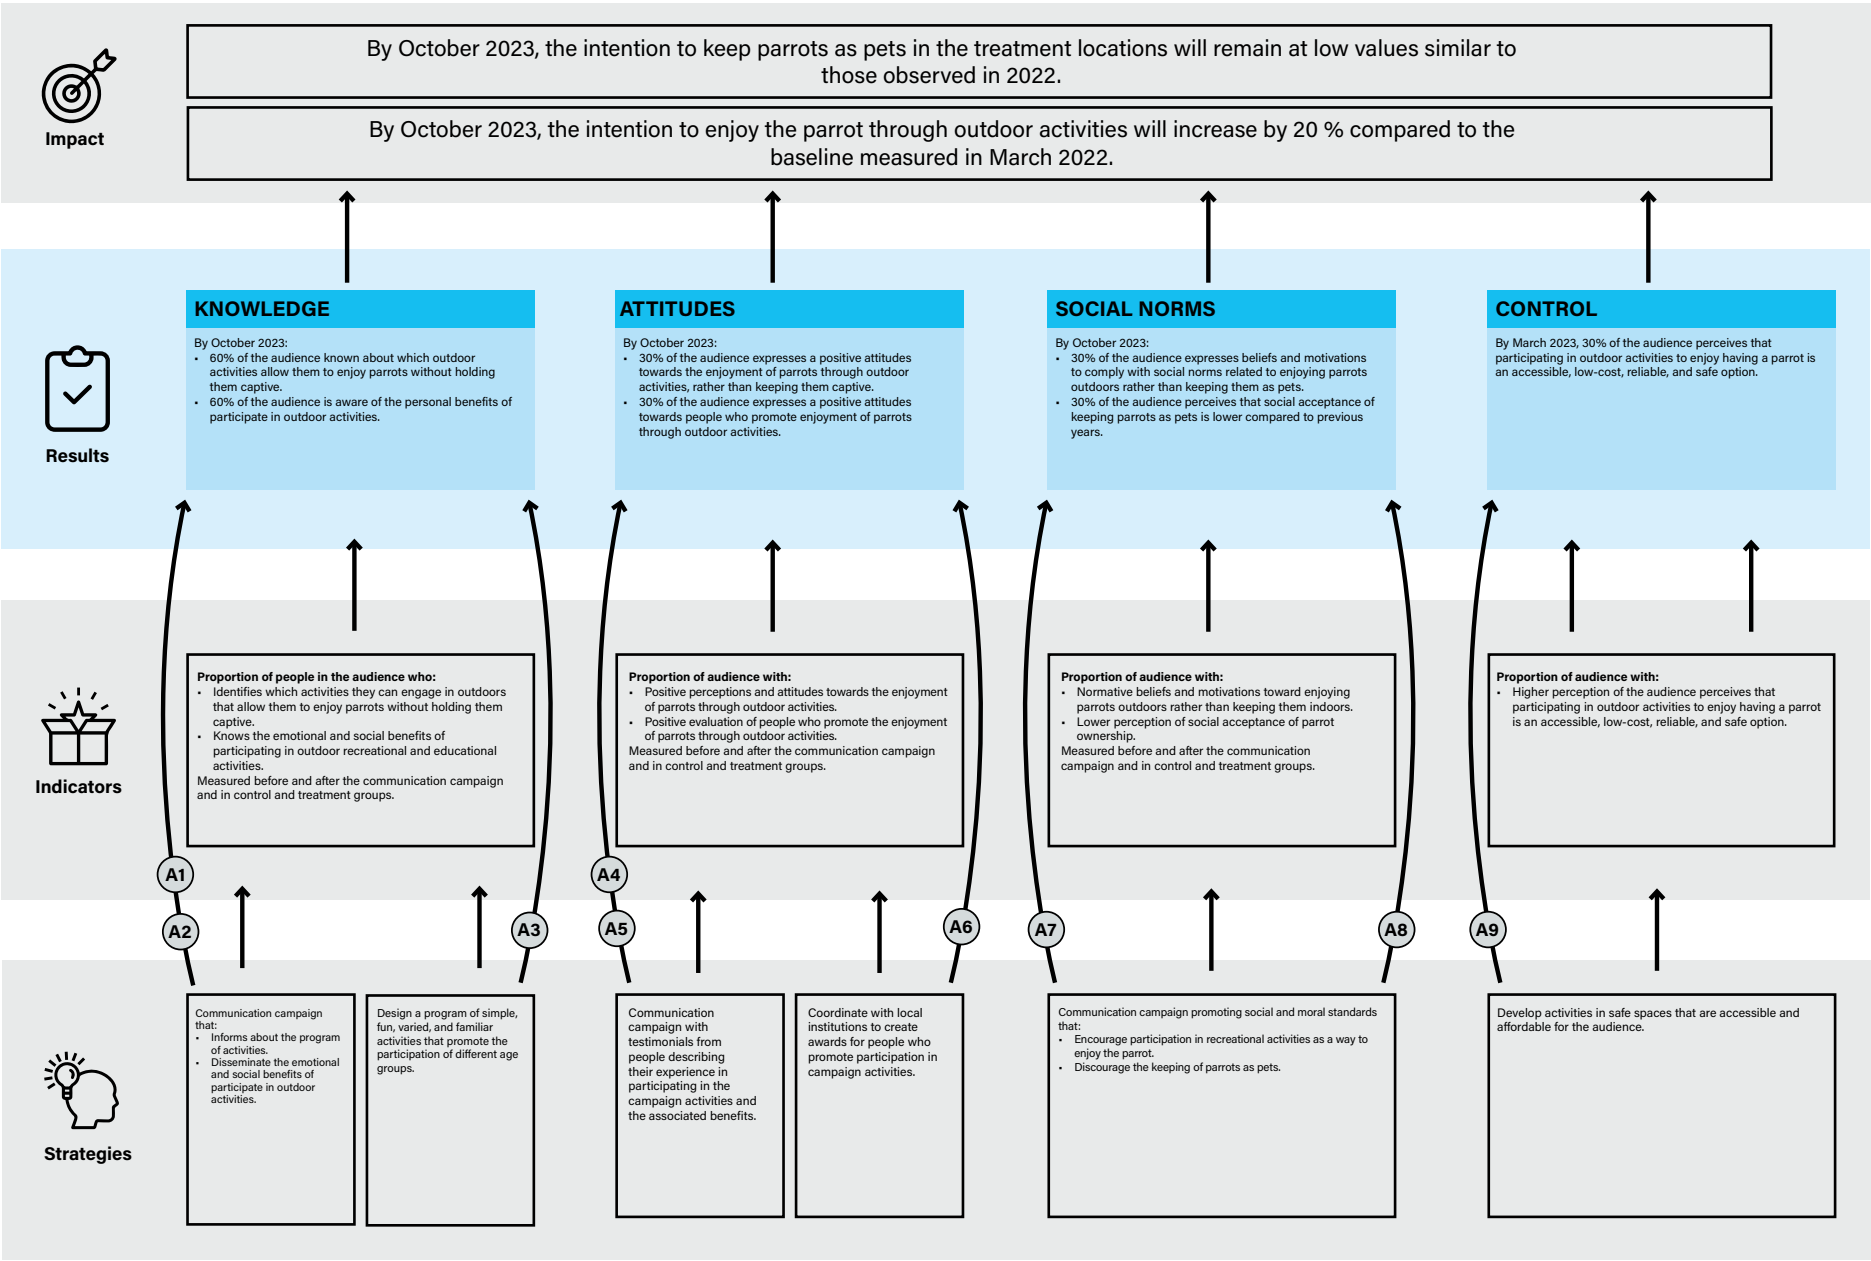 By October 2023, the intention to keep parrots as pets in the treatment locations will remain at low values similar to
those observed in 2022.
By October 2023, the intention to enjoy the parrot through outdoor activities will increase by 20 % compared to the
baseline measured in March 2022.
Impact
KNOWLEDGE
By October 2023:
• 60% of the audience known about which outdoor
activities allow them to enjoy parrots without holding
them captive.
• 60% of the audience is aware of the personal benefits of
participate in outdoor activities.
ATTITUDES
By October 2023:
• 30% of the audience expresses a positive attitudes
towards the enjoyment of parrots through outdoor
activities, rather than keeping them captive.
• 30% of the audience expresses a positive attitudes
towards people who promote enjoyment of parrots
through outdoor activities.
SOCIAL NORMS
By October 2023:
• 30% of the audience expresses beliefs and motivations
to comply with social norms related to enjoying parrots
outdoors rather than keeping them as pets.
• 30% of the audience perceives that social acceptance of
keeping parrots as pets is lower compared to previous
years.
CONTROL
By March 2023, 30% of the audience perceives that
participating in outdoor activities to enjoy having a parrot is
an accessible, low-cost, reliable, and safe option.
Results
Proportion of people in the audience who:
• Identifies which activities they can engage in outdoors
that allow them to enjoy parrots without holding them
captive.
• Knows the emotional and social benefits of
participating in outdoor recreational and educational
activities.
Measured before and after the communication campaign
and in control and treatment groups.
Proportion of audience with:
• Positive perceptions and attitudes towards the enjoyment
of parrots through outdoor activities.
• Positive evaluation of people who promote the enjoyment
of parrots through outdoor activities.
Measured before and after the communication campaign
and in control and treatment groups.
Proportion of audience with:
• Normative beliefs and motivations toward enjoying
parrots outdoors rather than keeping them indoors.
• Lower perception of social acceptance of parrot
ownership.
Measured before and after the communication
campaign and in control and treatment groups.
Proportion of audience with:
• Higher perception of the audience perceives that
participating in outdoor activities to enjoy having a parrot
is an accessible, low-cost, reliable, and safe option.
Indicators
A1
A2
A3
A4
A5
A6
A7
A8
A9
Communication campaign
that:
• Informs about the program
of activities.
• Disseminate the emotional
and social benefits of
participate in outdoor
activities.
Design a program of simple,
fun, varied, and familiar
activities that promote the
participation of different age
groups.
Communication
campaign with
testimonials from
people describing
their experience in
participating in the
campaign activities and
the associated benefits.
Coordinate with local
institutions to create
awards for people who
promote participation in
campaign activities.
Communication campaign promoting social and moral standards
that:
• Encourage participation in recreational activities as a way to
enjoy the parrot.
• Discourage the keeping of parrots as pets.
Develop activities in safe spaces that are accessible and
affordable for the audience.
Strategies